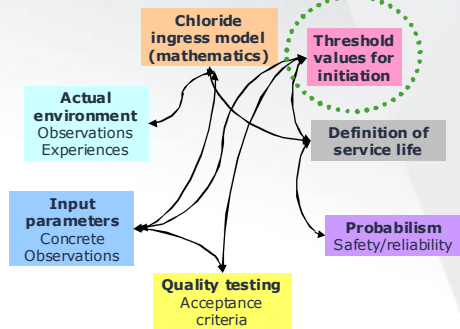 Chloride
ingress model
(mathematics)
Threshold
values for
initiation
Actual
environment
Observations
Experiences
Definition of
service life
Input
parameters
Concrete
Observations
Probabilism
Safety/reliability
Quality testing
Acceptance
criteria